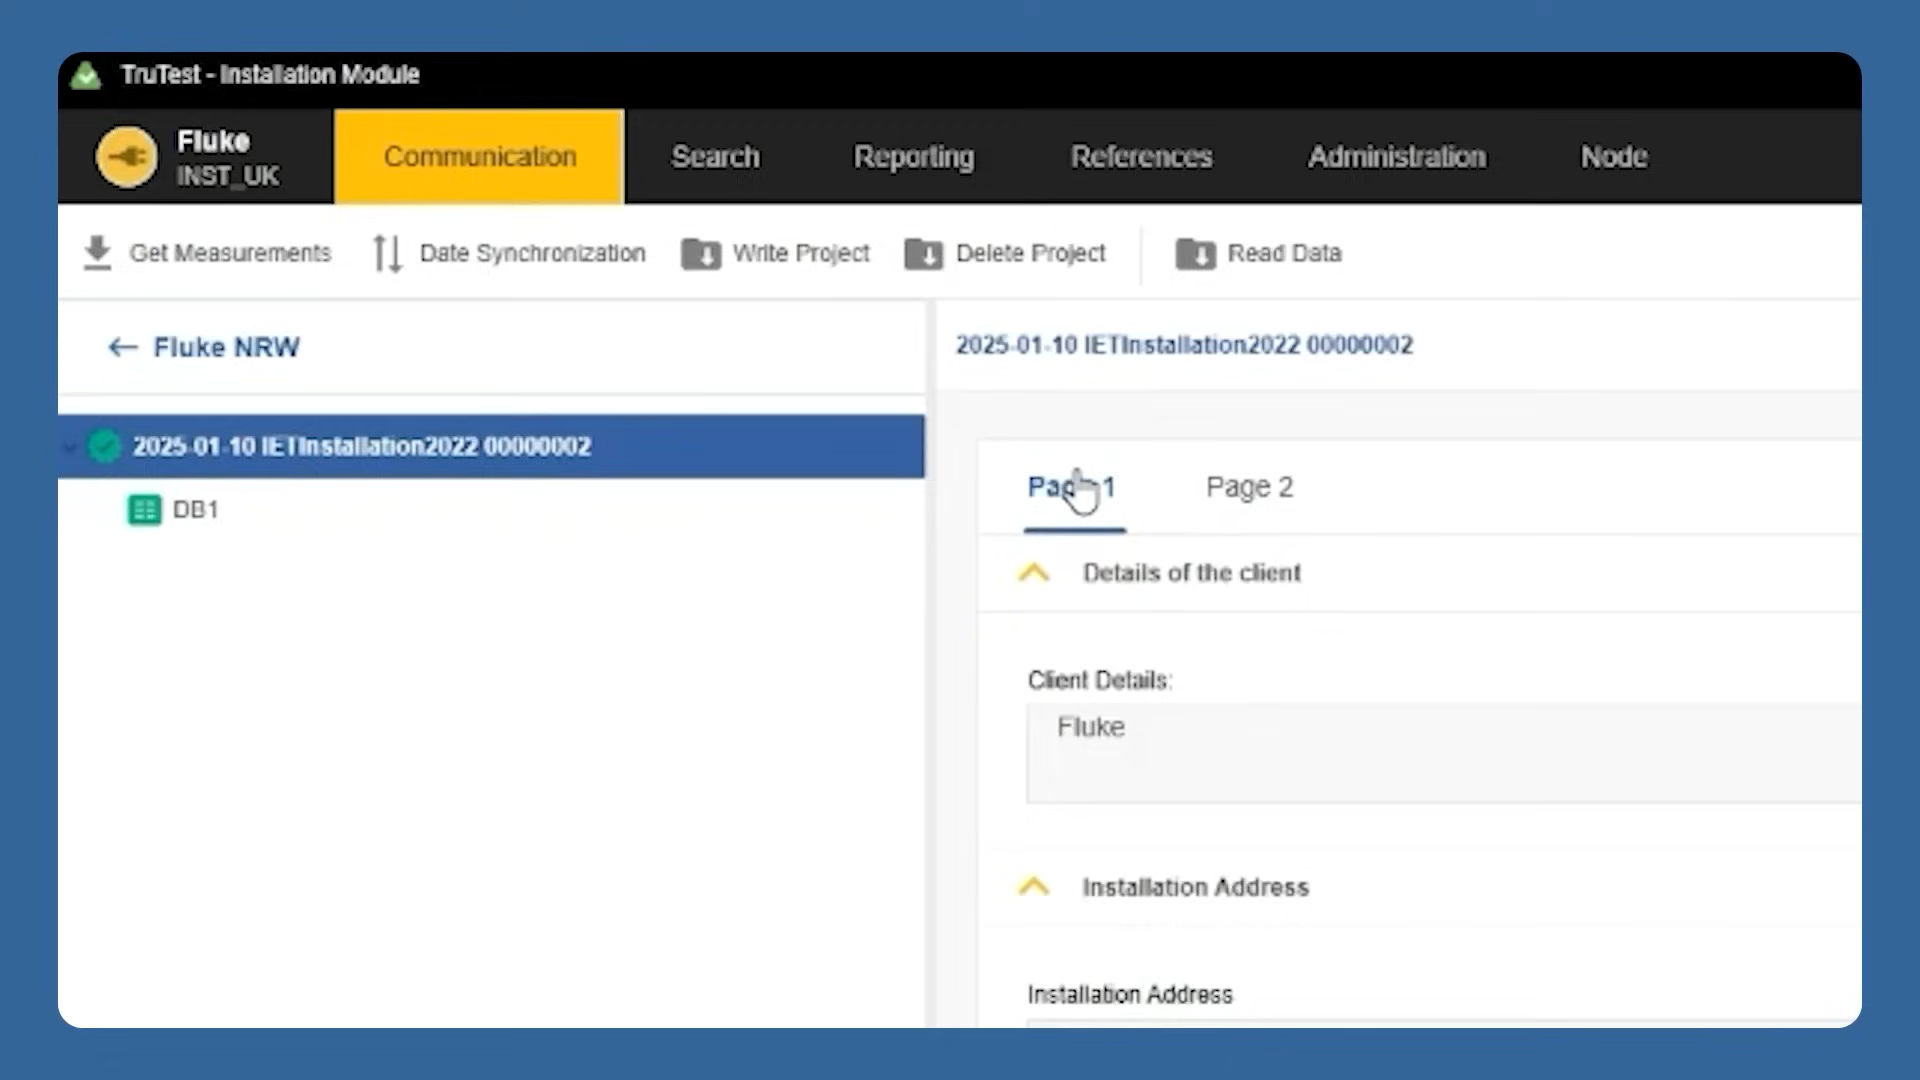 TruTest - Installation Module
Fluke
INST_UK
Communication
Search
Reporting
References
Administration
Node
Get Measurements
Date Synchronization
Write Project
Delete Project
Read Data
Fluke NRW
2025-01-10 IETInstallation2022 00000002
2025-01-10 IETInstallation2022 00000002
DB1
Page 1
Page 2
Details of the client
Client Details:
Fluke
Installation Address
Installation Address